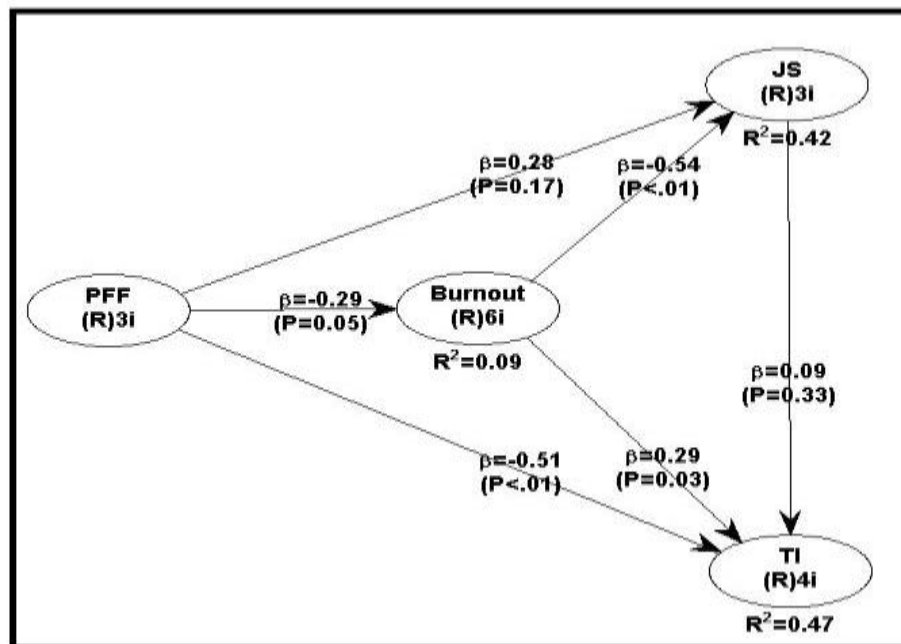 JS
(R)3i
R²=0.42
β=0.28
(P=0.17)
β=-0.54
(P<.01)
PFF
(R)3i
β=-0.29
(P=0.05)
Burnout
(R)6i
R²=0.09
β=0.09
(P=0.33)
β=-0.51
(P<.01)
β=0.29
(P=0.03)
TI
(R)4i
R²=0.47